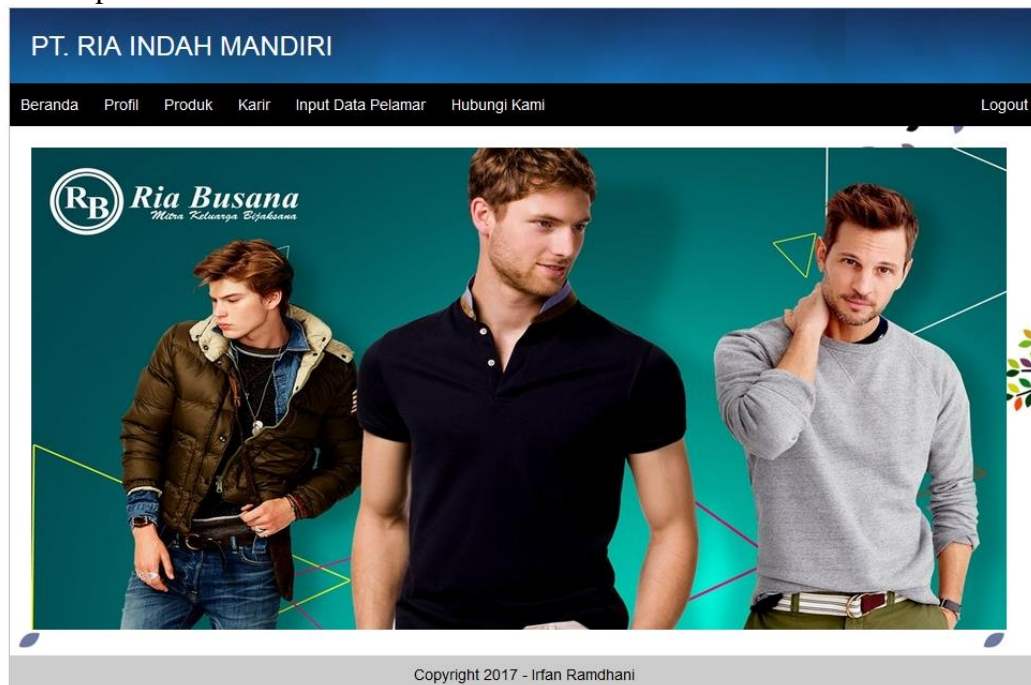 PT. RIA INDAH MANDIRI
Beranda Profil Produk Karir Input Data Pelamar Hubungi Kami Logout
RB Ria Busana
Mitra Keluarga Bijaksana
Copyright 2017 - Irfan Ramdhani